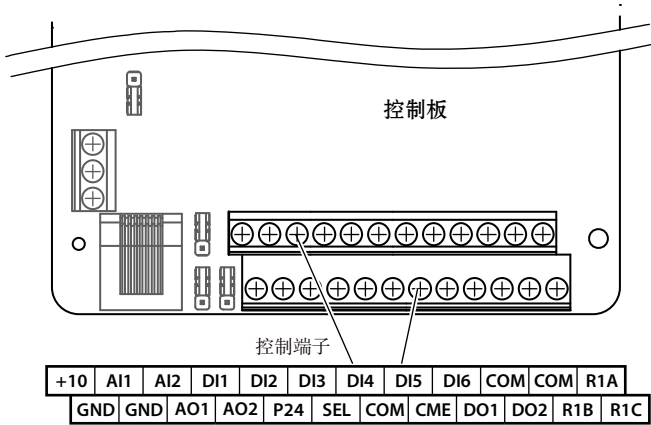 控制板
控制端子
+10 AI1 AI2 DI1 DI2 DI3 DI4 DI5 DI6 COM COM R1A
GND GND AO1 AO2 P24 SEL COM CME DO1 DO2 R1B R1C